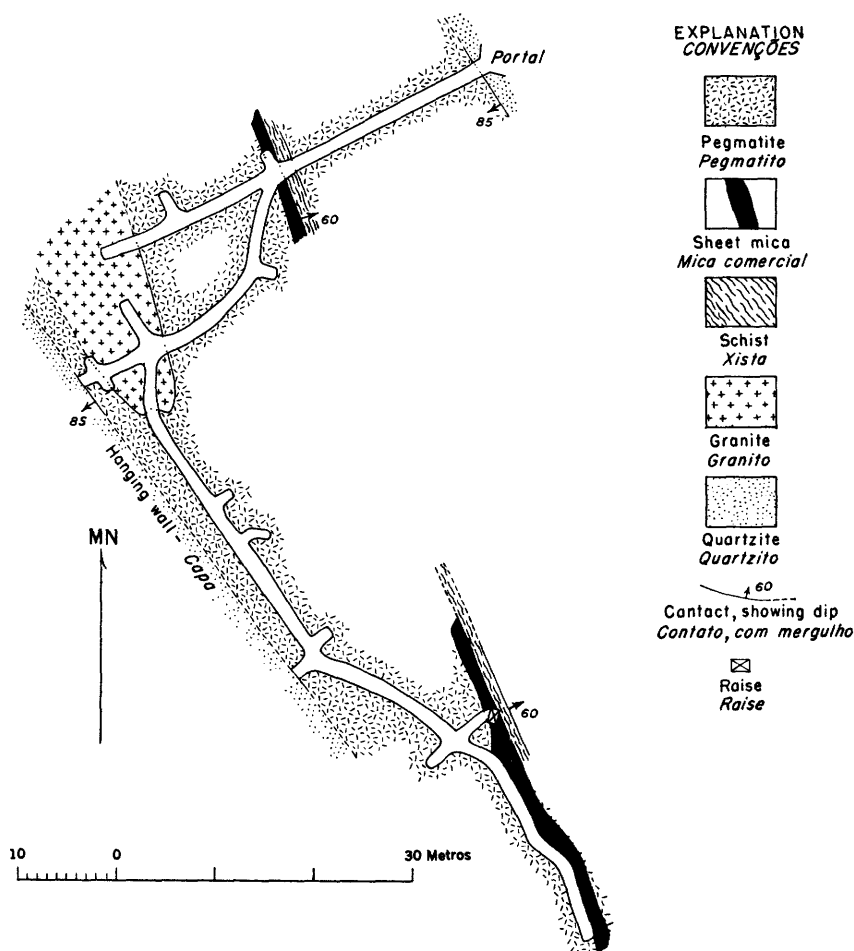 Portal
85
60
85
Hanging wall - Capa
MN
60
10 0 30 Metros
EXPLANATION
CONVENÇÕES
Pegmatite
Pegmatito
Sheet mica
Mica comercial
Schist
Xista
Granite
Granito
Quartzite
Quartzito
60
Contact, showing dip
Contato, com mergulho
Raise
Raise